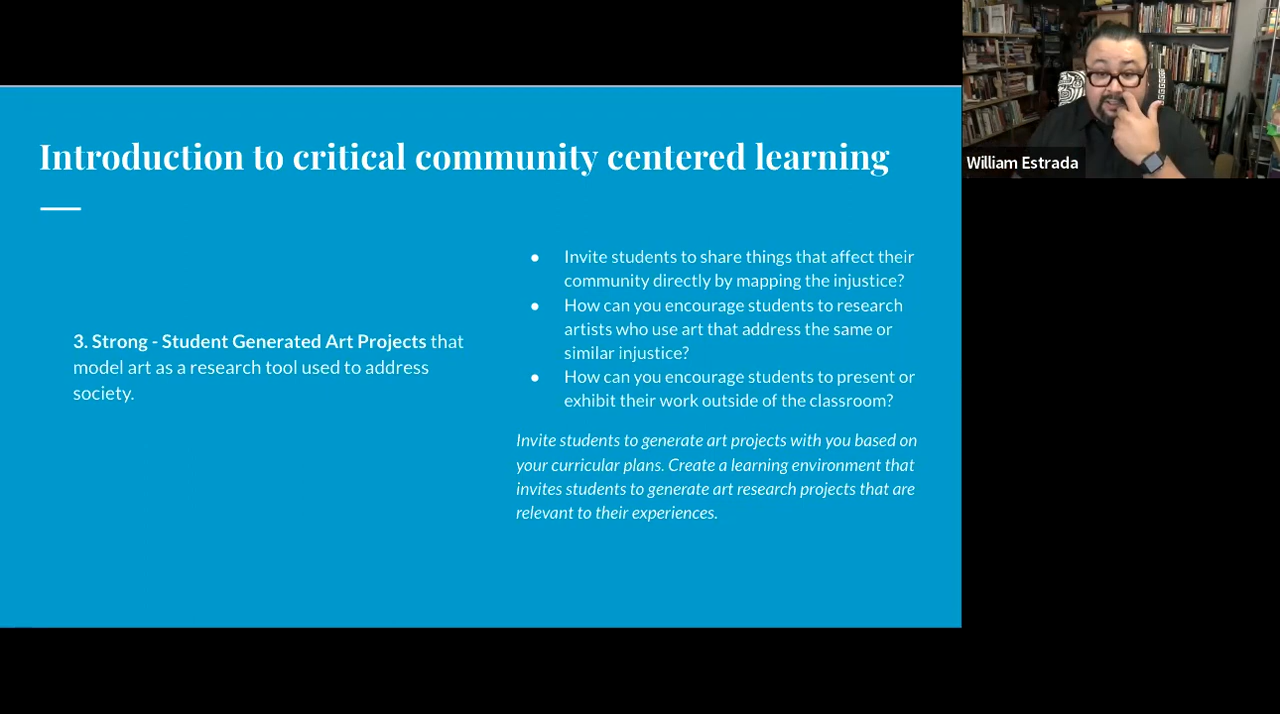 Introduction to critical community centered learning
3. Strong - Student Generated Art Projects that
model art as a research tool used to address
society.
● Invite students to share things that affect their
community directly by mapping the injustice?
● How can you encourage students to research
artists who use art that address the same or
similar injustice?
● How can you encourage students to present or
exhibit their work outside of the classroom?
Invite students to generate art projects with you based on
your curricular plans. Create a learning environment that
invites students to generate art research projects that are
relevant to their experiences.
William Estrada